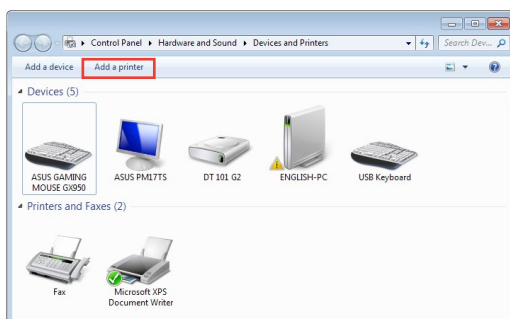 Control Panel ▸ Hardware and Sound ▸ Devices and Printers
Search Dev...
Add a device
Add a printer
Devices (5)
ASUS GAMING
MOUSE GX950
ASUS PM17TS
DT 101 G2
ENGLISH-PC
USB Keyboard
Printers and Faxes (2)
Fax
Microsoft XPS
Document Writer